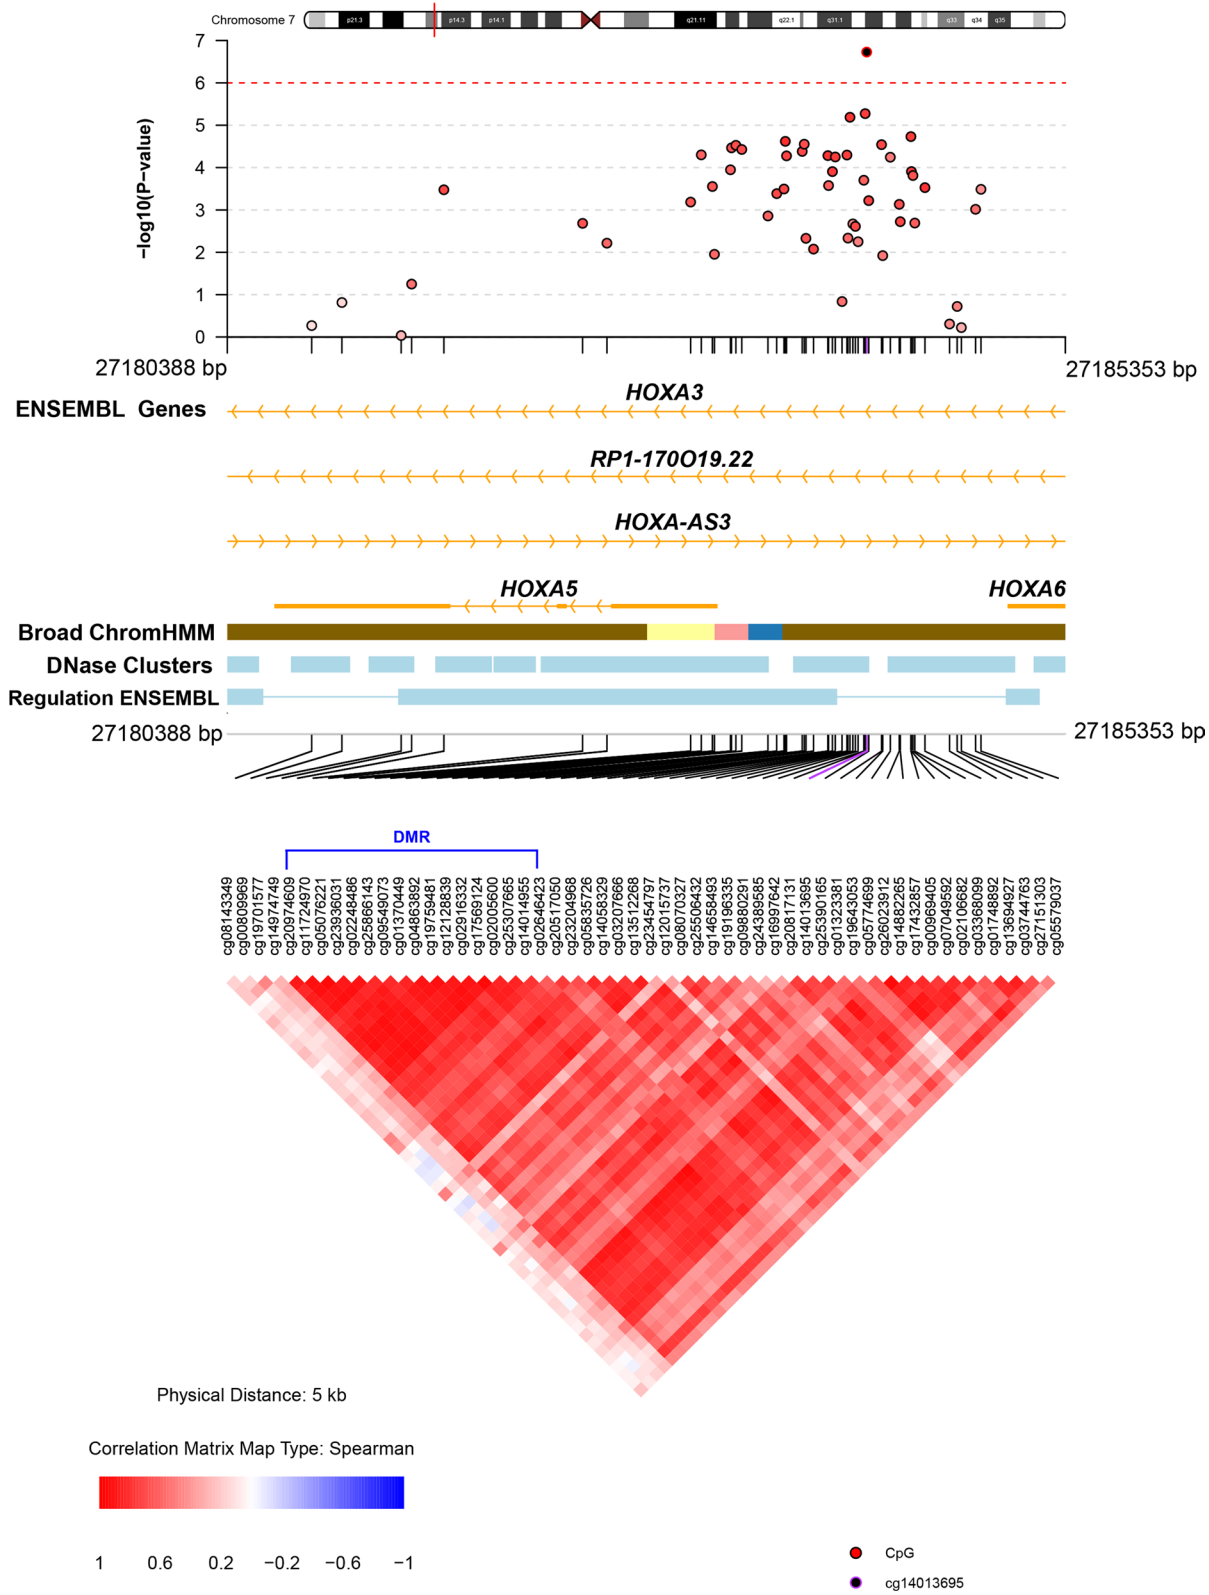 Chromosome 7
p21.3
p14.3
p14.1
q21.11
q22.1
q31.1
q33
q34
q35
7
6
5
4
3
2
1
0
−log10(P−value)
27180388 bp
27185353 bp
ENSEMBL Genes
HOXA3
RP1-170O19.22
HOXA-AS3
HOXA5
HOXA6
Broad ChromHMM
DNase Clusters
Regulation ENSEMBL
27180388 bp
27185353 bp
DMR
cg08143349
cg00809969
cg19701577
cg14974749
cg20974609
cg11724970
cg05076221
cg23936031
cg02248486
cg25866143
cg09549073
cg01370449
cg04863892
cg19759481
cg12128839
cg02916332
cg17569124
cg02005600
cg25307665
cg14014955
cg02646423
cg20517050
cg23204968
cg05835726
cg14058329
cg03207666
cg13512268
cg23454797
cg12015737
cg08070327
cg25506432
cg14658493
cg19196335
cg09880291
cg24389585
cg16997642
cg20817131
cg14013695
cg25390165
cg01323381
cg19643053
cg05774699
cg26023912
cg14882265
cg17432857
cg00969405
cg07049592
cg02106682
cg03368099
cg01748892
cg13694927
cg03744763
cg27151303
cg05579037
Physical Distance: 5 kb
Correlation Matrix Map Type: Spearman
1 0.6 0.2 −0.2 −0.6 −1
CpG
cg14013695